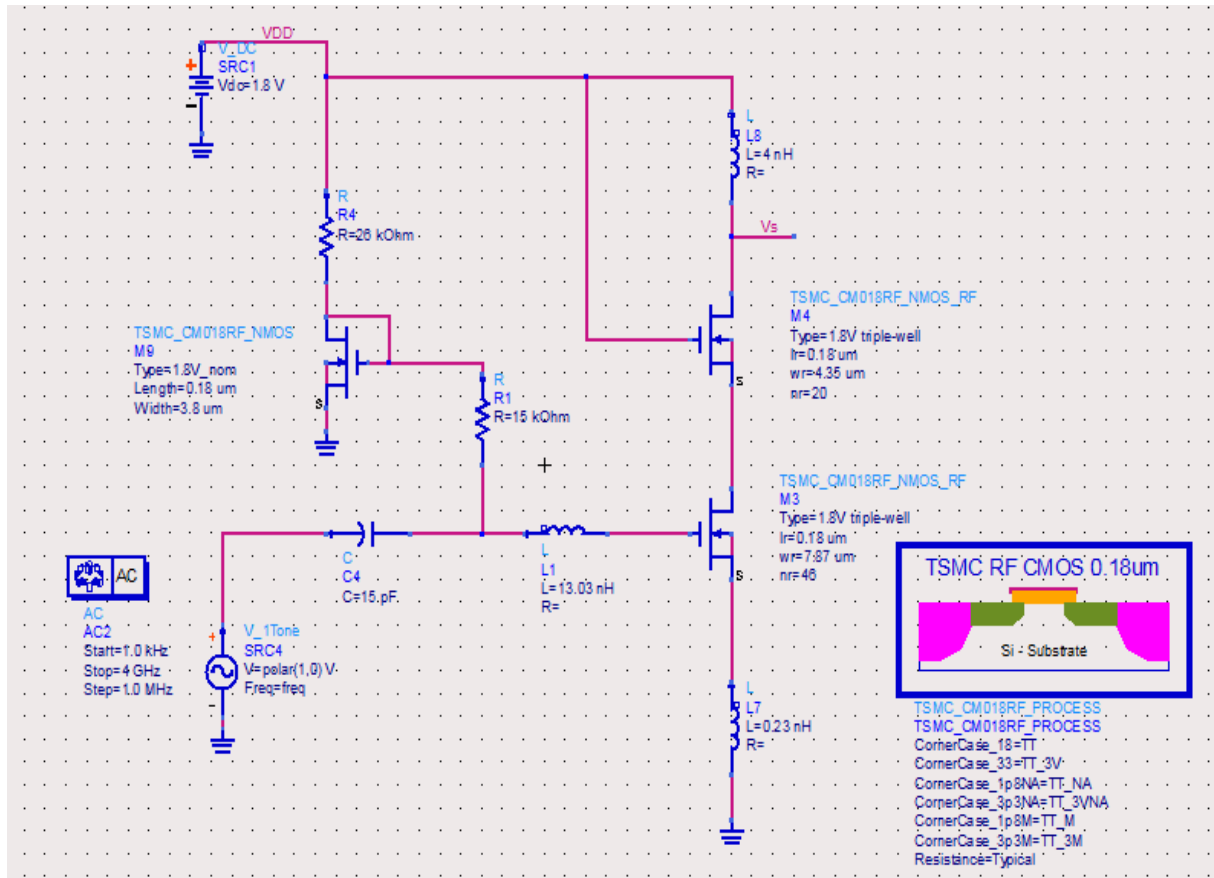 VDD
V_DC
SRC1
Vdc=1.8 V
L
L8
L=4 nH
R=
R
R4
R=26 kOhm
Vs
TSMC_CM018RF_NMOS
M9
Type=1.8V_nom
Length=0.18 um
Width=3.8 um
S
R
R1
R=15 kOhm
TSMC_CM018RF_NMOS_RF
M4
Type=1.8V triple-well
lr=0.18 um
wr=4.35 um
nr=20
S
TSMC_CM018RF_NMOS_RF
M3
Type=1.8V triple-well
lr=0.18 um
wr=7.87 um
nr=46
S
C
C4
C=15 pF
L
L1
L=13.03 nH
R=
AC
AC
AC2
Start=1.0 kHz
Stop=4 GHz
Step=1.0 MHz
V_1Tone
SRC4
V=polar(1,0) V
Freq=freq
L
L7
L=0.23 nH
R=
TSMC RF CMOS 0.18um
Si - Substrate
TSMC_CM018RF_PROCESS
TSMC_CM018RF_PROCESS
CornerCase_18=TT
CornerCase_33=TT_3V
CornerCase_1p8NA=TT_NA
CornerCase_3p3NA=TT_3VNA
CornerCase_1p8M=TT_M
CornerCase_3p3M=TT_3M
Resistance=Typical